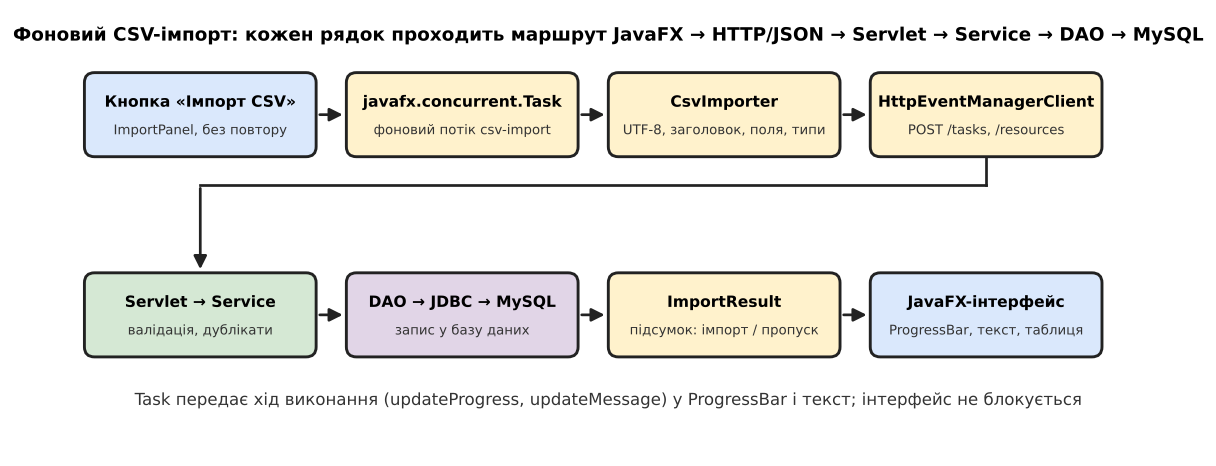 Фоновий CSV-імпорт: кожен рядок проходить маршрут JavaFX → HTTP/JSON → Servlet → Service → DAO → MySQL
Кнопка «Імпорт CSV»
ImportPanel, без повтору
javafx.concurrent.Task
фоновий потік csv-import
CsvImporter
UTF-8, заголовок, поля, типи
HttpEventManagerClient
POST /tasks, /resources
Servlet → Service
валідація, дублікати
DAO → JDBC → MySQL
запис у базу даних
ImportResult
підсумок: імпорт / пропуск
JavaFX-інтерфейс
ProgressBar, текст, таблиця
Task передає хід виконання (updateProgress, updateMessage) у ProgressBar і текст; інтерфейс не блокується